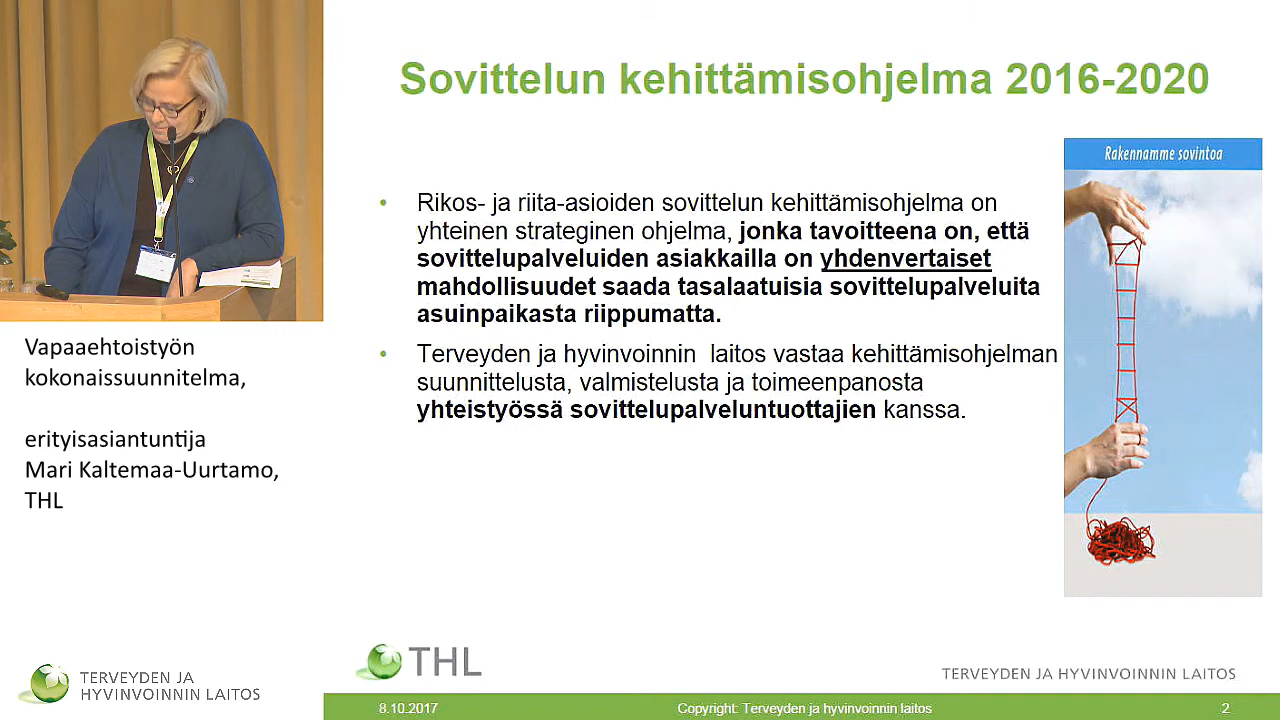 Sovittelun kehittämisohjelma 2016-2020
Rakennamme sovintoa
• Rikos- ja riita-asioiden sovittelun kehittämisohjelma on
yhteinen strateginen ohjelma, jonka tavoitteena on, että
sovittelupalveluiden asiakkailla on yhdenvertaiset
mahdollisuudet saada tasalaatuisia sovittelupalveluita
asuinpaikasta riippumatta.
• Terveyden ja hyvinvoinnin laitos vastaa kehittämisohjelman
suunnittelusta, valmistelusta ja toimeenpanosta
yhteistyössä sovittelupalveluntuottajien kanssa.
Vapaaehtoistyön
kokonaissuunnitelma,
erityisasiantuntija
Mari Kaltemaa-Uurtamo,
THL
TERVEYDEN JA
HYVINVOINNIN LAITOS
THL
TERVEYDEN JA HYVINVOINNIN LAITOS
8.10.2017
Copyright: Terveyden ja hyvinvoinnin laitos
2